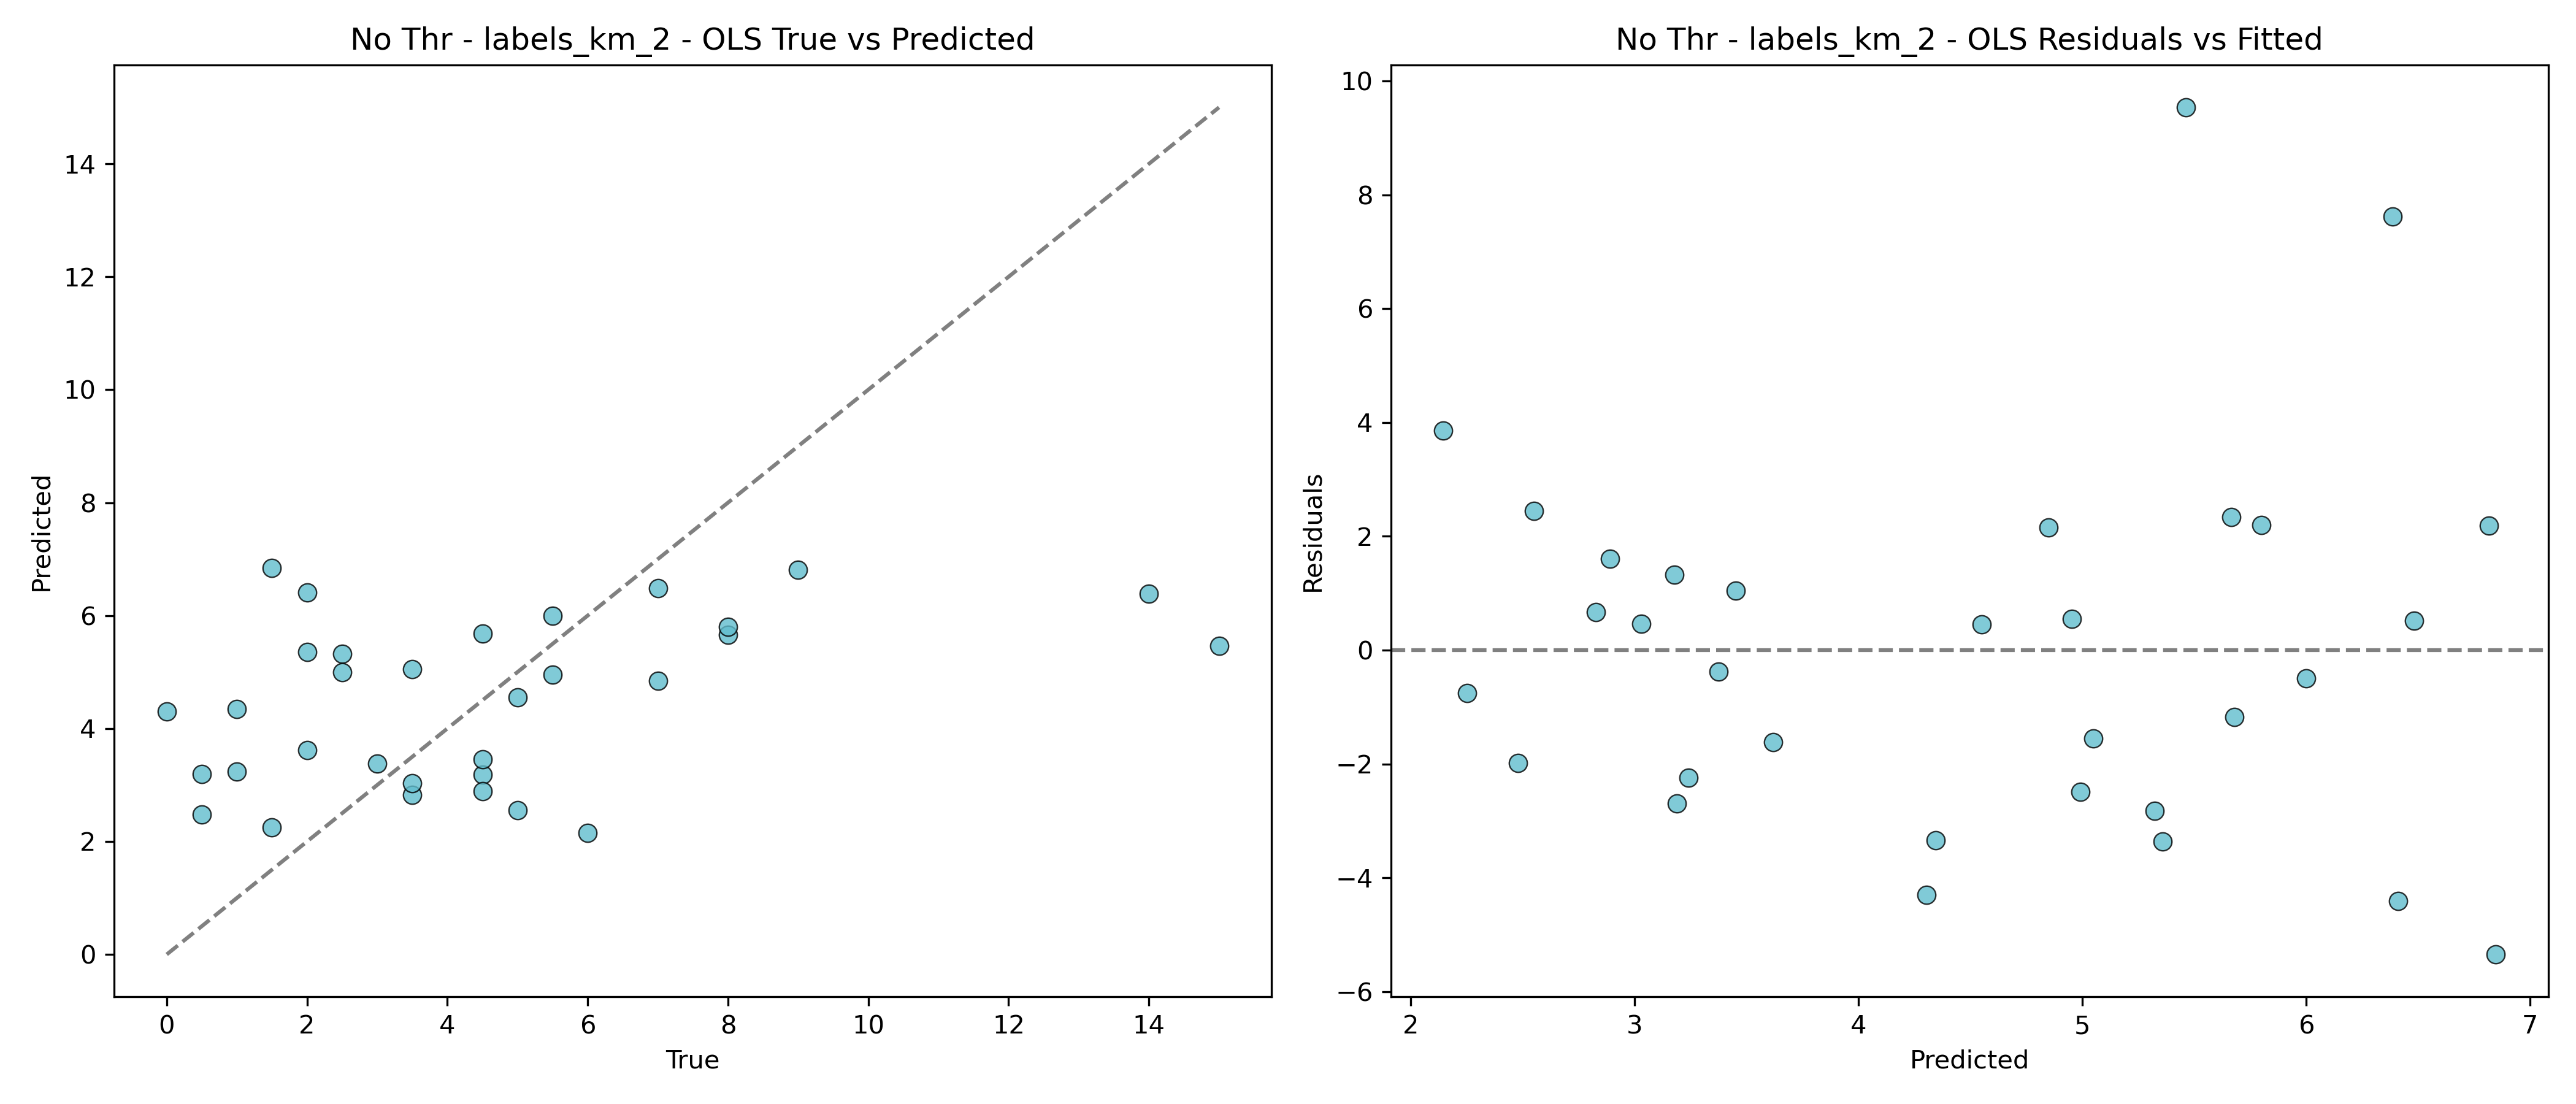 No Thr - labels_km_2 - OLS True vs Predicted
14
12
10
8
6
4
2
0
Predicted
0 2 4 6 8 10 12 14
True
No Thr - labels_km_2 - OLS Residuals vs Fitted
10
8
6
4
2
0
−2
−4
−6
Residuals
2 3 4 5 6 7
Predicted